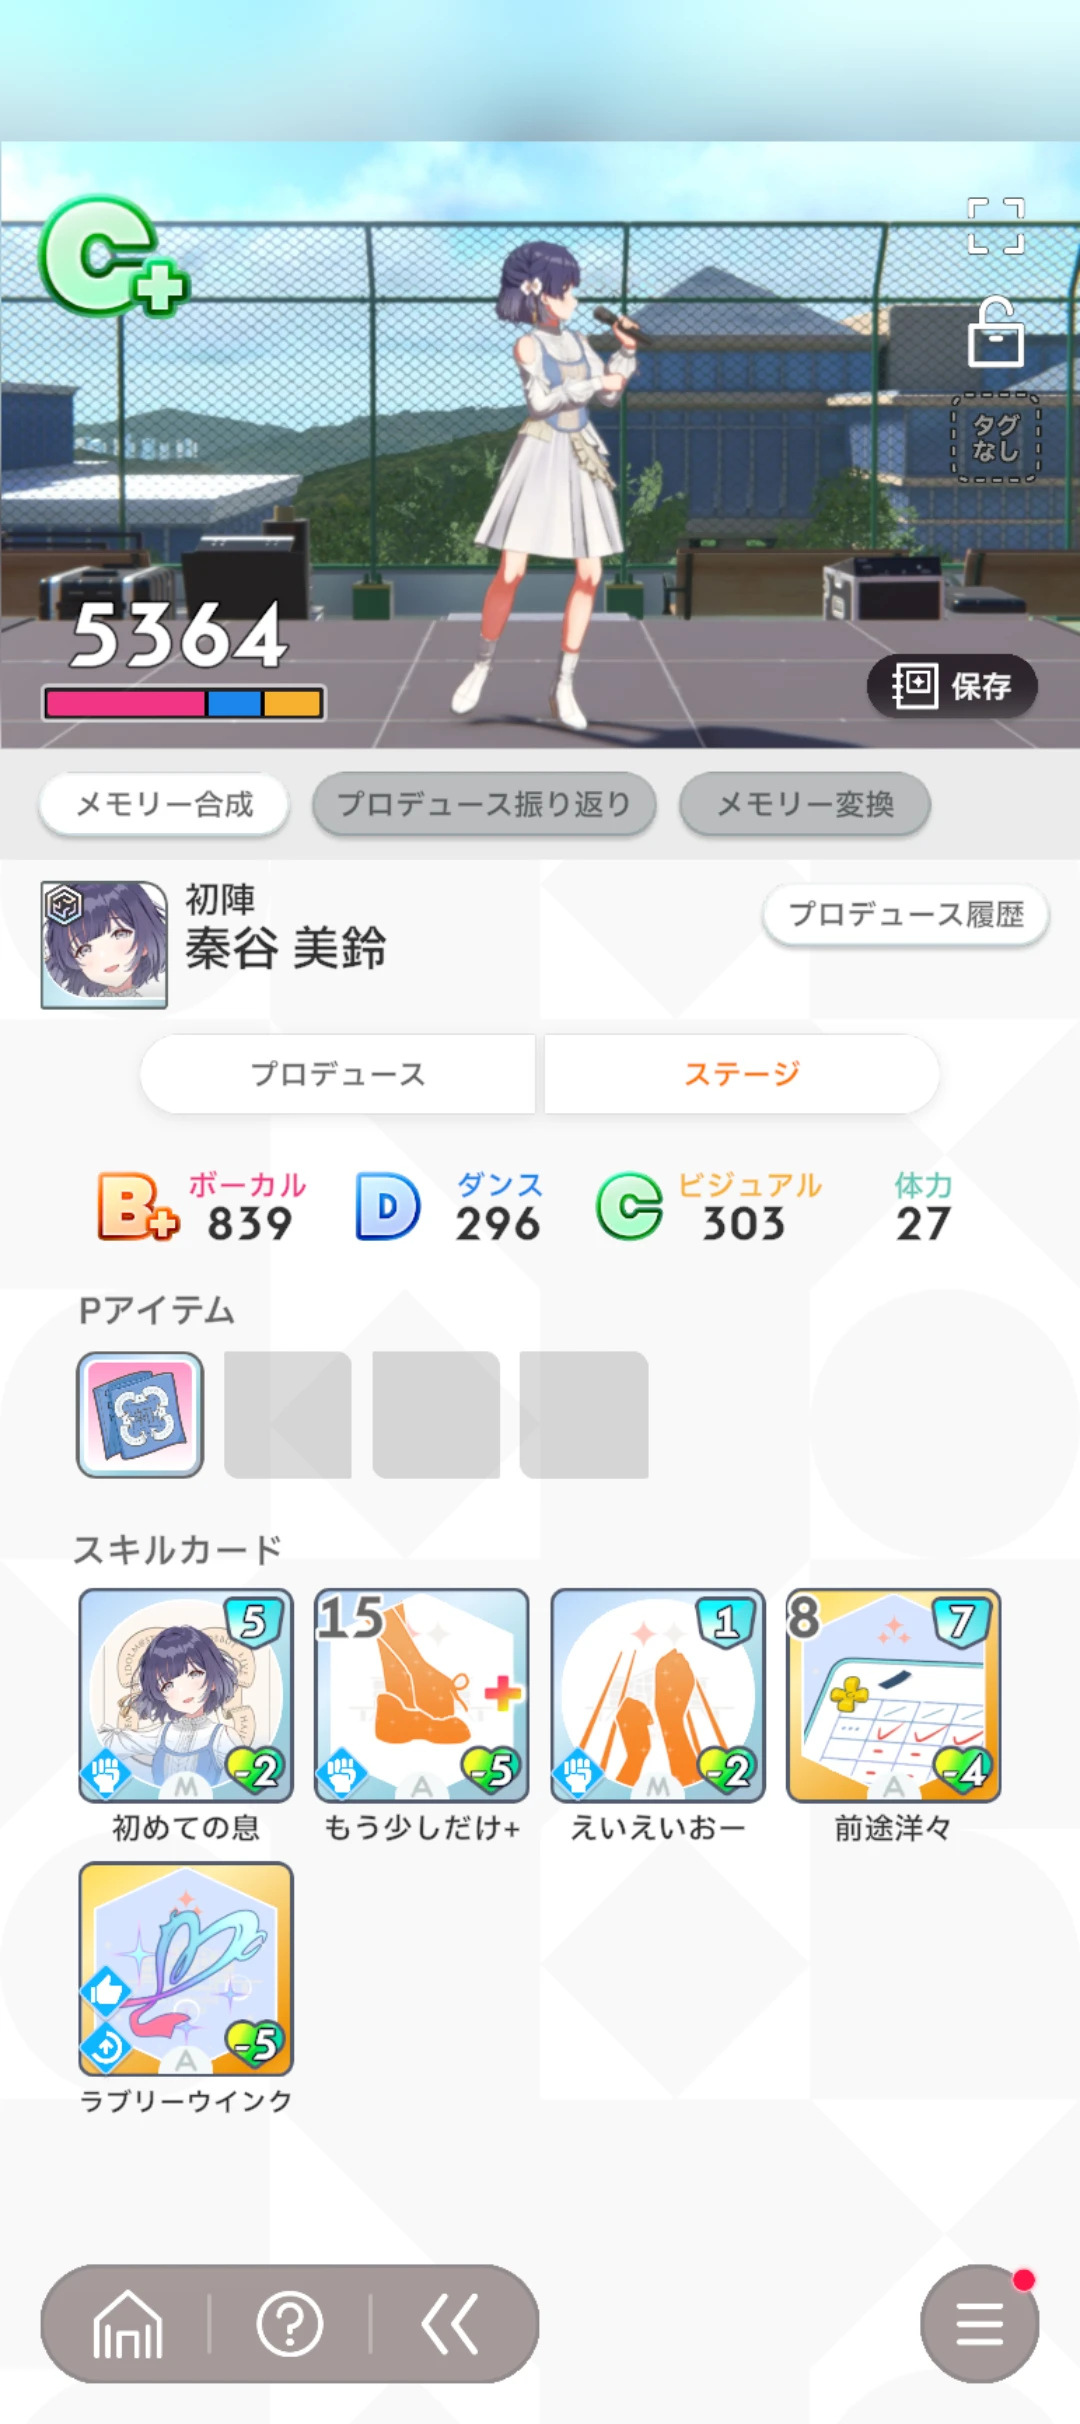 C+
タグ
なし
5364
保存
メモリー合成
プロデュース振り返り
メモリー変換
初陣
秦谷 美鈴
プロデュース履歴
プロデュース
ステージ
B+ ボーカル 839
D ダンス 296
C ビジュアル 303
体力 27
Pアイテム
スキルカード
5
M
-2
初めての息
15
+
A
-5
もう少しだけ+
1
M
-2
えいえいおー
8
7
A
-4
前途洋々
A
-5
ラブリーウインク
?